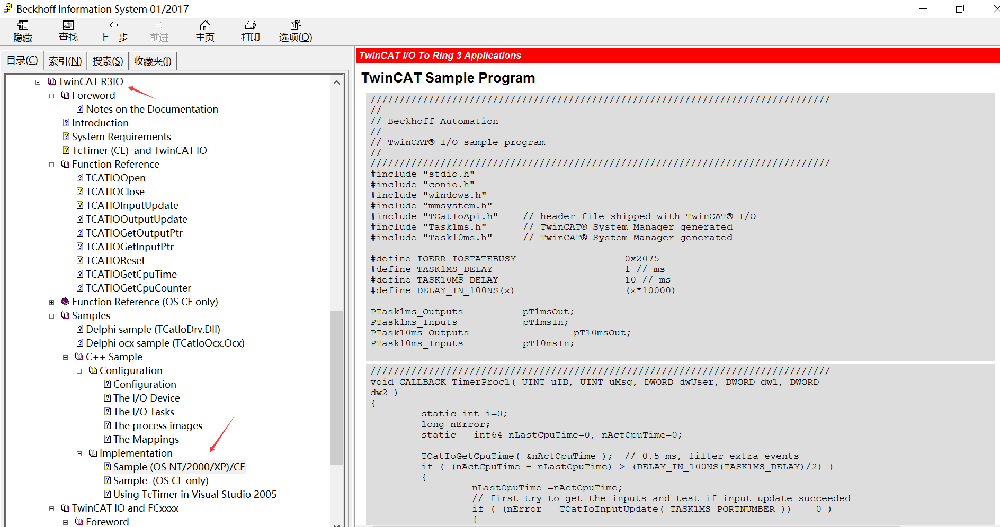 Beckhoff Information System 01/2017
隐藏 查找 上一步 前进 主页 打印 选项(O)
目录(C) 索引(N) 搜索(S) 收藏夹(I)
TwinCAT R3IO
Foreword
Notes on the Documentation
Introduction
System Requirements
TcTimer (CE)  and TwinCAT IO
Function Reference
TCATIOOpen
TCATIOClose
TCATIOInputUpdate
TCATIOOutputUpdate
TCATIOGetOutputPtr
TCATIOGetInputPtr
TCATIOReset
TCATIOGetCpuTime
TCATIOGetCpuCounter
Function Reference (OS CE only)
Samples
Delphi sample (TCatIoDrv.Dll)
Delphi ocx sample (TCatIoOcx.Ocx)
C++ Sample
Configuration
Configuration
The I/O Device
The I/O Tasks
The process images
The Mappings
Implementation
Sample (OS NT/2000/XP)/CE
Sample  (OS CE only)
Using TcTimer in Visual Studio 2005
TwinCAT IO and FCxxxx
Foreword
TwinCAT I/O To Ring 3 Applications
TwinCAT Sample Program
///////////////////////////////////////////////////////////////////////////////
//
// Beckhoff Automation
//
// TwinCAT® I/O sample program
//
///////////////////////////////////////////////////////////////////////////////
#include "stdio.h"
#include "conio.h"
#include "windows.h"
#include "mmsystem.h"
#include "TCatIoApi.h"    // header file shipped with TwinCAT® I/O
#include "Task1ms.h"      // TwinCAT® System Manager generated
#include "Task10ms.h"     // TwinCAT® System Manager generated
#define IOERR_IOSTATEBUSY                   0x2075
#define TASK1MS_DELAY                       1 // ms
#define TASK10MS_DELAY                      10 // ms
#define DELAY_IN_100NS(x)                   (x*10000)
PTask1ms_Outputs          pT1msOut;
PTask1ms_Inputs           pT1msIn;
PTask10ms_Outputs                  pT10msOut;
PTask10ms_Inputs          pT10msIn;
///////////////////////////////////////////////////////////////////////////////
void CALLBACK TimerProc1( UINT uID, UINT uMsg, DWORD dwUser, DWORD dw1, DWORD
dw2 )
{
static int i=0;
long nError;
static __int64 nLastCpuTime=0, nActCpuTime=0;
TCatIoGetCpuTime( &nActCpuTime );  // 0.5 ms, filter extra events
if ( (nActCpuTime - nLastCpuTime) > (DELAY_IN_100NS(TASK1MS_DELAY)/2) )
{
nLastCpuTime =nActCpuTime;
// first try to get the inputs and test if input update succeeded
if ( (nError = TCatIoInputUpdate( TASK1MS_PORTNUMBER )) == 0 )
{